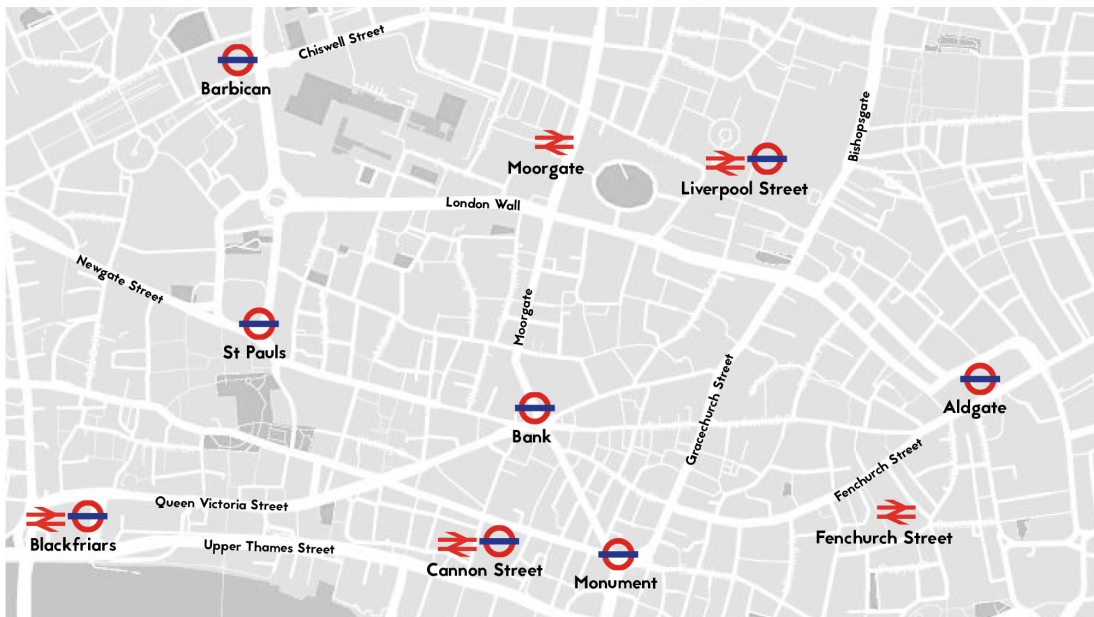 Chiswell Street
Barbican
Moorgate
Liverpool Street
Bishopsgate
London Wall
Newgate Street
Moorgate
St Pauls
Gracechurch Street
Aldgate
Bank
Fenchurch Street
Queen Victoria Street
Blackfriars
Upper Thames Street
Cannon Street
Monument
Fenchurch Street